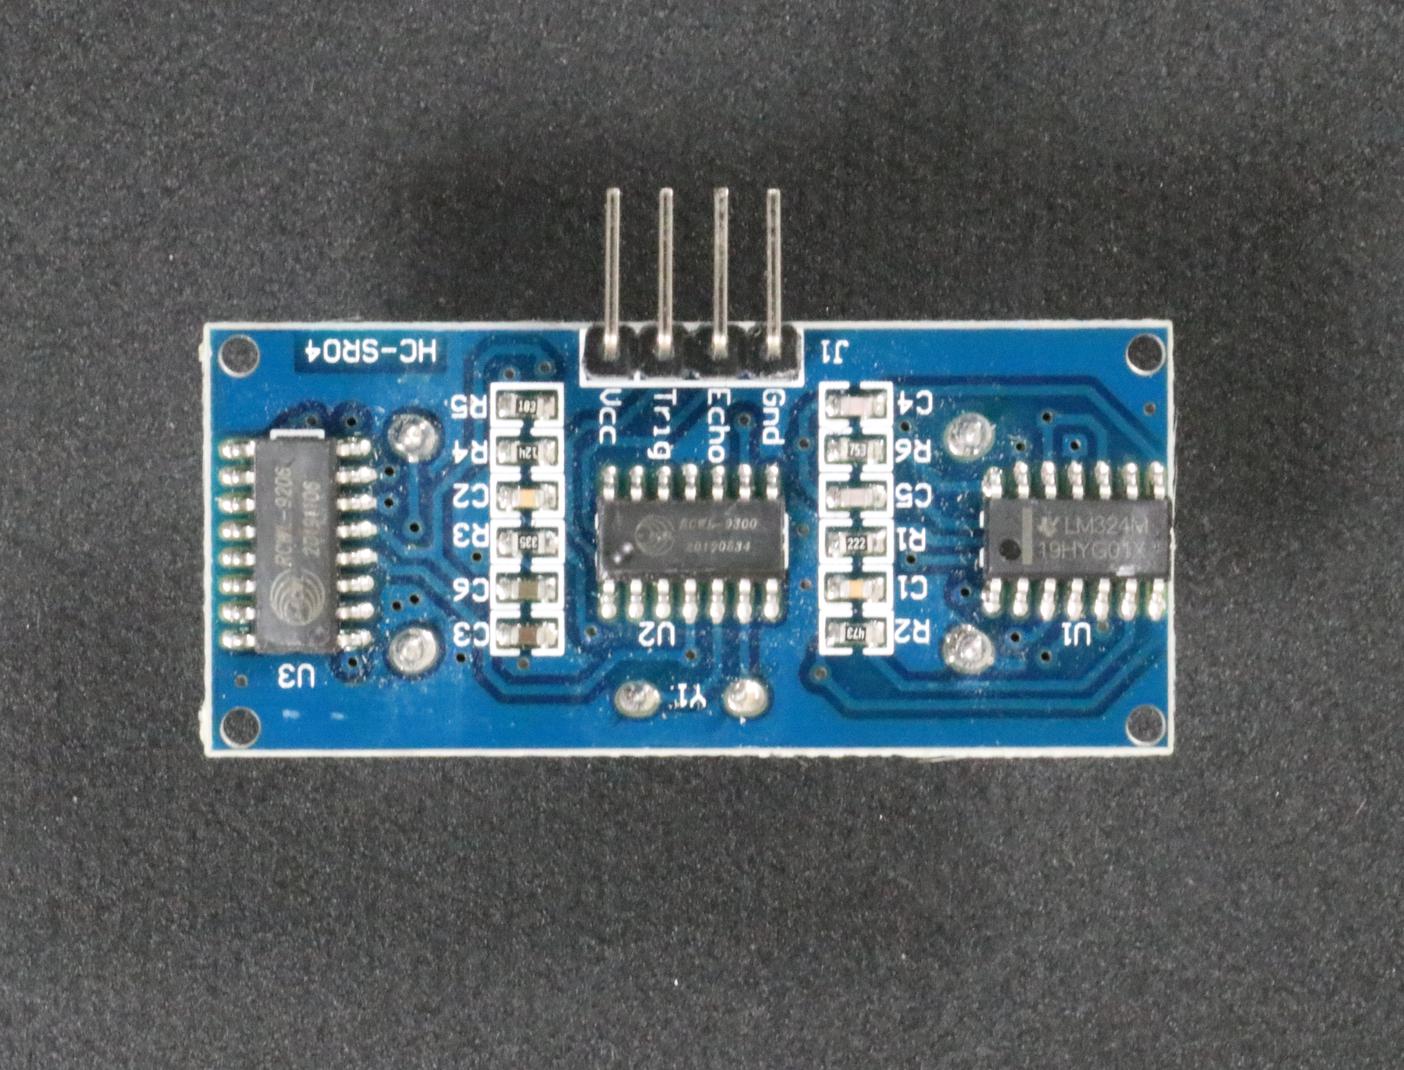 HC-SR04
J1
Vcc
Trig
Echo
Gnd
R5
103
R4
124
C2
R3
335
C6
C3
C4
R6
753
C5
R1
222
C1
R2
473
RCWL-9206
RCWL-9300
20190834
LM324M
19HYG01X
U3
U2
U1
Y1